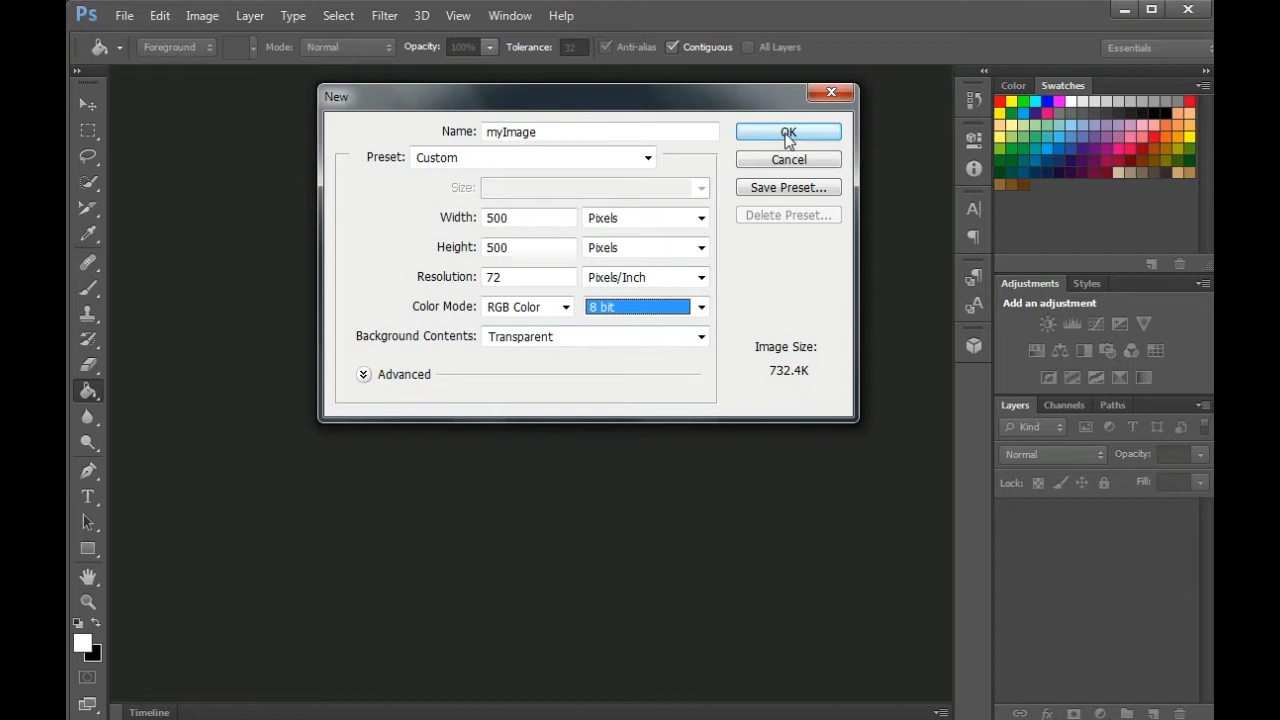 Ps File Edit Image Layer Type Select Filter 3D View Window Help
Foreground Mode: Normal Opacity: 100% Tolerance: 32 Anti-alias Contiguous All Layers Essentials
New
Name: myImage OK
Preset: Custom Cancel
Size: Save Preset...
Width: 500 Pixels Delete Preset...
Height: 500 Pixels
Resolution: 72 Pixels/Inch
Color Mode: RGB Color 8 bit
Background Contents: Transparent
Image Size:
732.4K
Advanced
Color Swatches
Adjustments Styles
Add an adjustment
Layers Channels Paths
Kind
Normal Opacity:
Lock: Fill:
Timeline